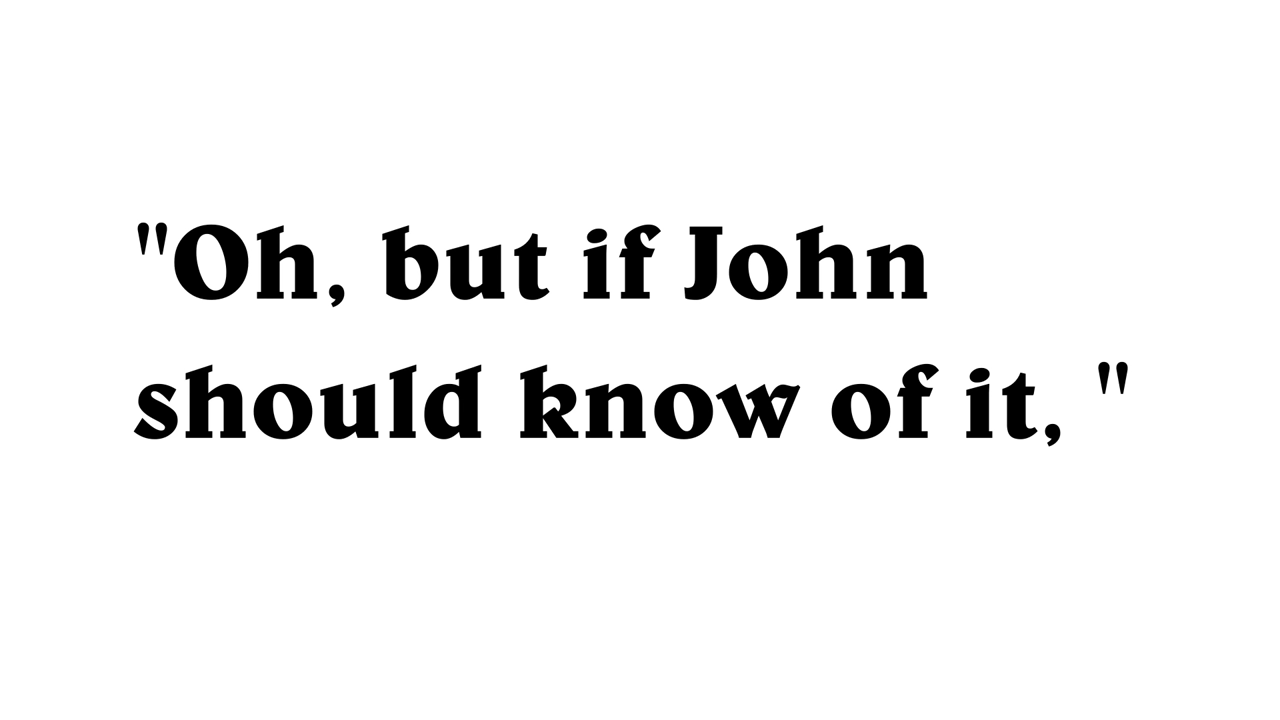 "Oh, but if John
should know of it, "